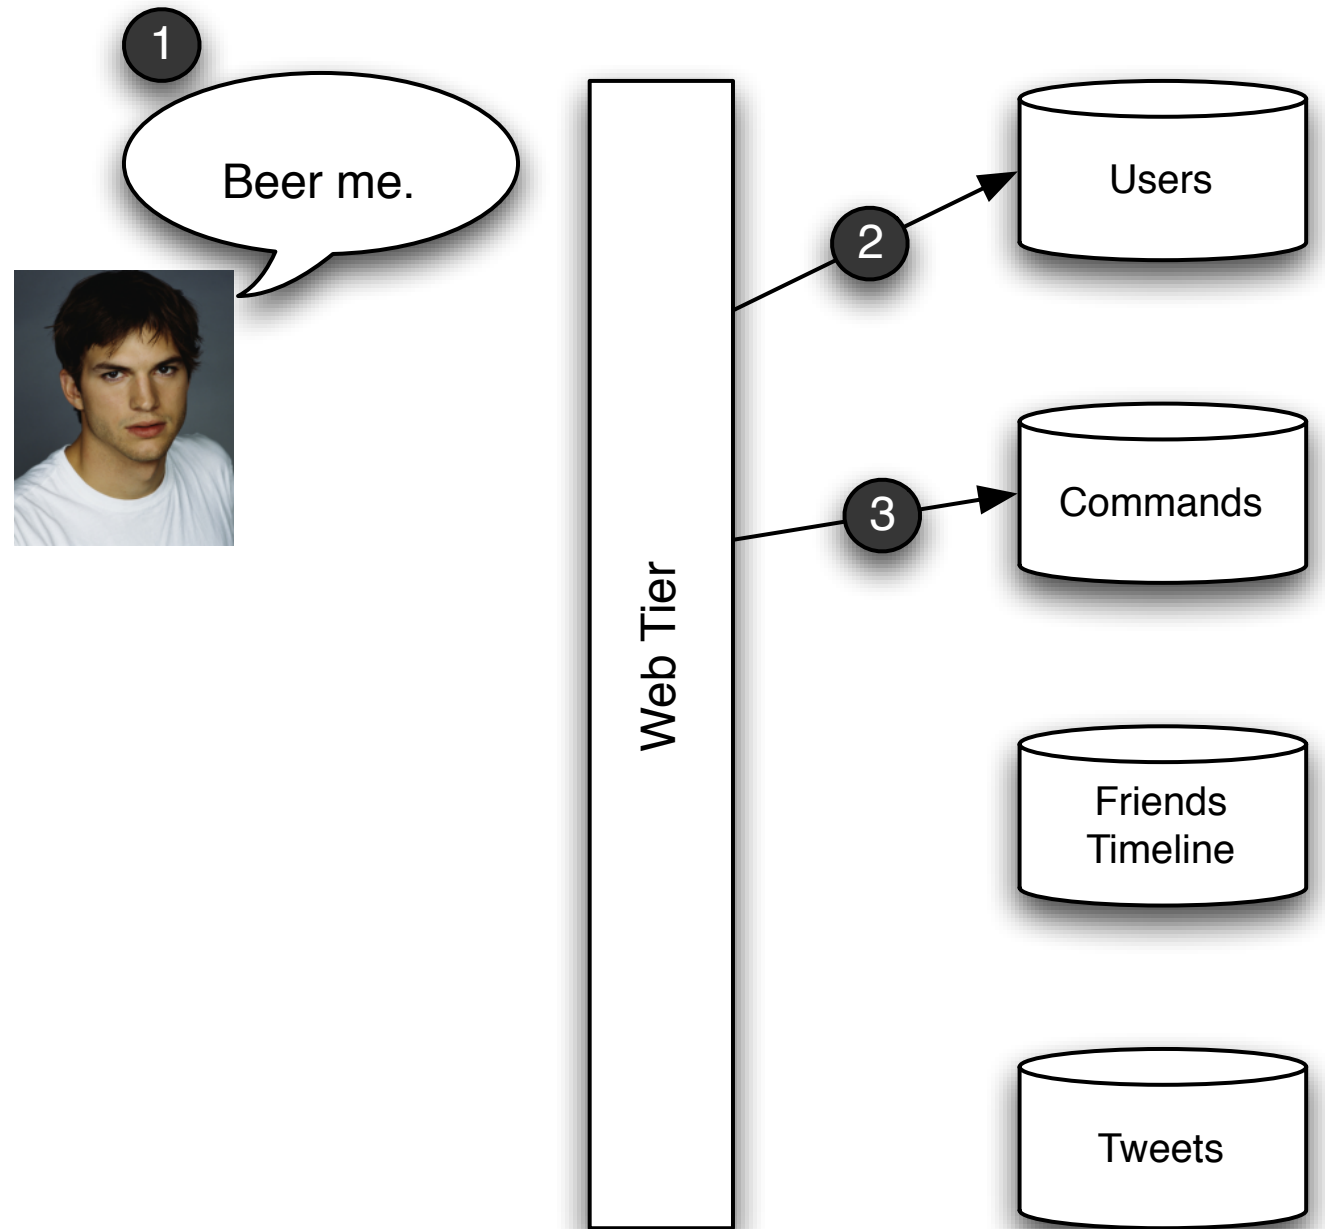 1
Beer me.
2
Users
3
Commands
Web Tier
Friends
Timeline
Tweets